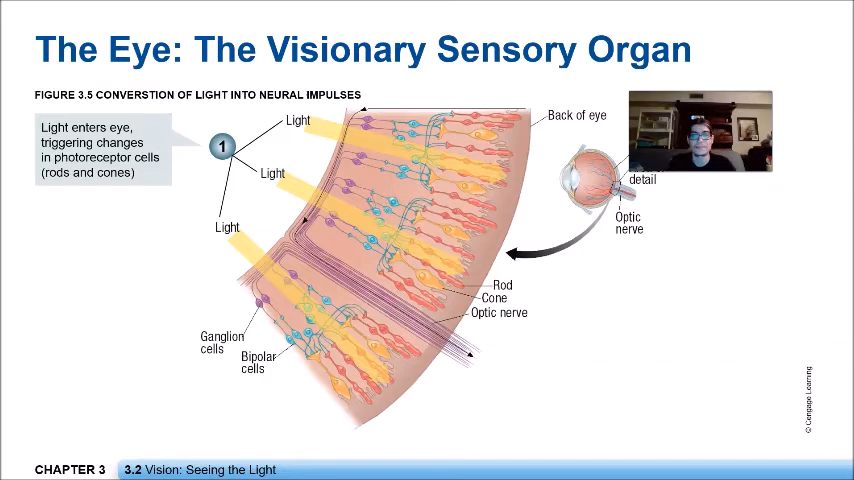 The Eye: The Visionary Sensory Organ
FIGURE 3.5 CONVERSTION OF LIGHT INTO NEURAL IMPULSES
Light enters eye,
triggering changes
in photoreceptor cells
(rods and cones)
1
Light
Light
Light
Back of eye
detail
Optic
nerve
Rod
Cone
Optic nerve
Ganglion
cells
Bipolar
cells
© Cengage Learning
CHAPTER 3
3.2 Vision: Seeing the Light